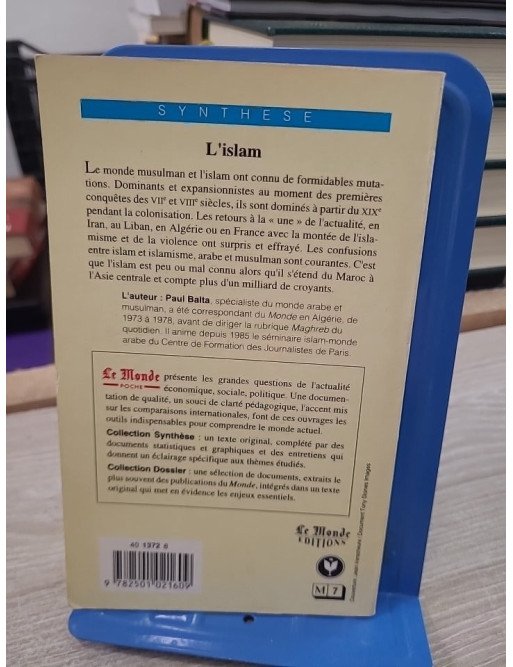 SYNTHESE
L'islam
Le monde musulman et l'islam ont connu de formidables muta-
tions. Dominants et expansionnistes au moment des premières
conquêtes des VIIe et VIIIe siècles, ils sont dominés à partir du XIXe
pendant la colonisation. Les retours à la « une » de l'actualité, en
Iran, au Liban, en Algérie ou en France avec la montée de l'isla-
misme et de la violence ont surpris et effrayé. Les confusions
entre islam et islamisme, arabe et musulman sont courantes. C'est
que l'islam est peu ou mal connu alors qu'il s'étend du Maroc à
l'Asie centrale et compte plus d'un milliard de croyants.
L'auteur : Paul Balta, spécialiste du monde arabe et
musulman, a été correspondant du Monde en Algérie, de
1973 à 1978, avant de diriger la rubrique Maghreb du
quotidien. Il anime depuis 1985 le séminaire islam-monde
arabe du Centre de Formation des Journalistes de Paris.
Le Monde
POCHE
présente les grandes questions de l'actualité
économique, sociale, politique. Une documen-
tation de qualité, un souci de clarté pédagogique, l'accent mis
sur les comparaisons internationales, font de ces ouvrages les
outils indispensables pour comprendre le monde actuel.
Collection Synthèse : un texte original, complété par des
documents statistiques et graphiques et des entretiens qui
donnent un éclairage spécifique aux thèmes étudiés.
Collection Dossier : une sélection de documents, extraits le
plus souvent des publications du Monde, intégrés dans un texte
original qui met en évidence les enjeux essentiels.
40 1372 6
9 782501 021609
Le Monde
EDITIONS
M 7